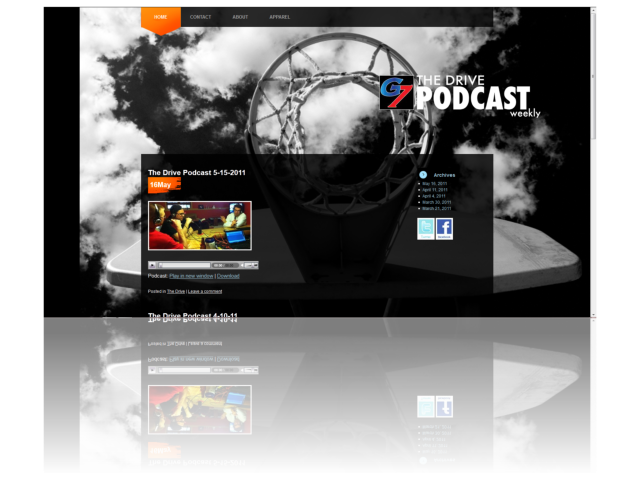 HOME CONTACT ABOUT APPAREL
G7 THE DRIVE
PODCAST
weekly
The Drive Podcast 5-15-2011
16May
Podcast: Play in new window | Download
Posted in The Drive | Leave a comment
The Drive Podcast 4-10-11
Archives
May 16, 2011
April 11, 2011
April 4, 2011
March 30, 2011
March 21, 2011
facebook